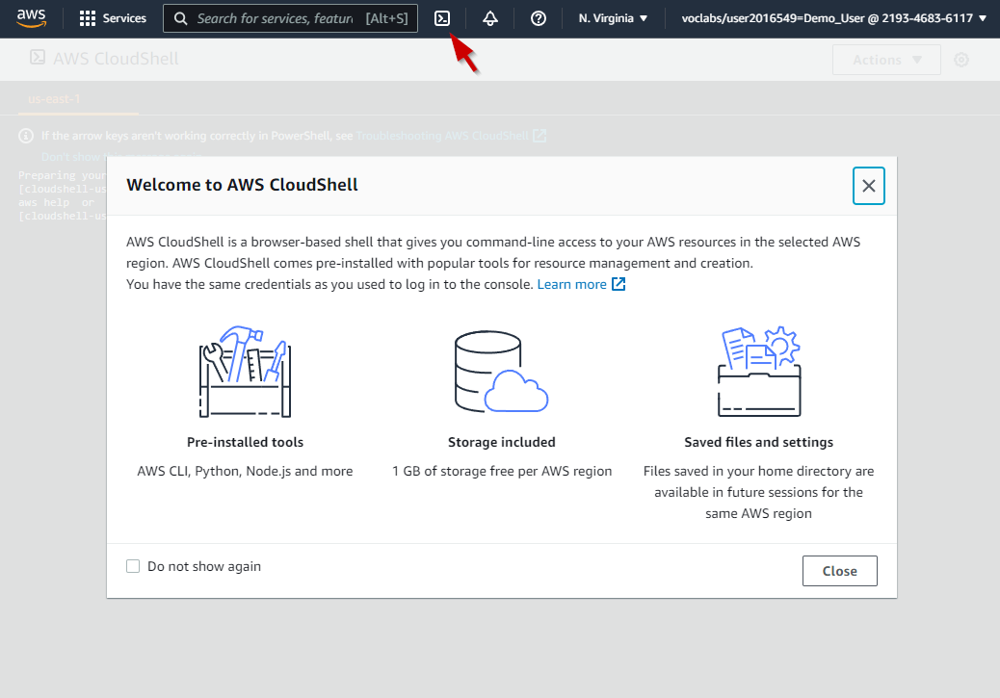 aws
Services
Search for services, featur [Alt+S]
N. Virginia
voclabs/user2016549=Demo_User @ 2193-4683-6117
AWS CloudShell
Actions
us-east-1
If the arrow keys aren't working correctly in PowerShell, see Troubleshooting AWS CloudShell
Don't show
Preparing your
[cloudshell-us
aws help or
[cloudshell-us
Welcome to AWS CloudShell
AWS CloudShell is a browser-based shell that gives you command-line access to your AWS resources in the selected AWS
region. AWS CloudShell comes pre-installed with popular tools for resource management and creation.
You have the same credentials as you used to log in to the console. Learn more
Pre-installed tools
AWS CLI, Python, Node.js and more
Storage included
1 GB of storage free per AWS region
Saved files and settings
Files saved in your home directory are
available in future sessions for the
same AWS region
Do not show again
Close